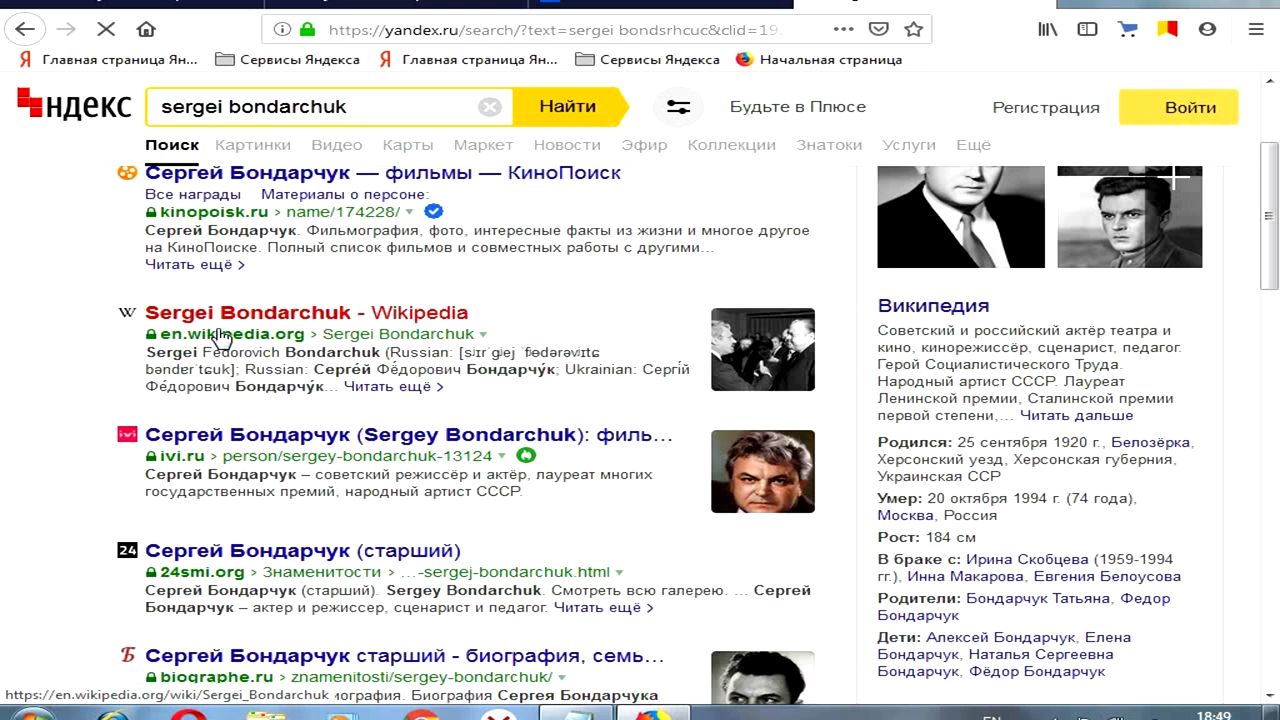 https://yandex.ru/search/?text=sergei bondsrhcuc&clid=19
Главная страница Ян... Сервисы Яндекса Главная страница Ян... Сервисы Яндекса Начальная страница
Яндекс sergei bondarchuk Найти Будьте в Плюсе Регистрация Войти
Поиск Картинки Видео Карты Маркет Новости Эфир Коллекции Знатоки Услуги Ещё
Сергей Бондарчук — фильмы — КиноПоиск
Все награды Материалы о персоне:
kinopoisk.ru › name/174228/
Сергей Бондарчук. Фильмография, фото, интересные факты из жизни и многое другое
на КиноПоиске. Полный список фильмов и совместных работы с другими…
Читать ещё >
W Sergei Bondarchuk - Wikipedia
en.wikipedia.org › Sergei Bondarchuk
Sergei Fedorovich Bondarchuk (Russian: [sɪrˈɡʲej ˈfʲɵdərəvʲɪtɕ
bəndɐrˈtɕuk]; Russian: Серге́й Фёдорович Бондарчу́к; Ukrainian: Сергі́й
Фе́дорович Бондарчу́к… Читать ещё >
ivi Сергей Бондарчук (Sergey Bondarchuk): филь…
ivi.ru › person/sergey-bondarchuk-13124
Сергей Бондарчук – советский режиссёр и актёр, лауреат многих
государственных премий, народный артист СССР.
24 Сергей Бондарчук (старший)
24smi.org › Знаменитости › …-sergej-bondarchuk.html
Сергей Бондарчук (старший). Sergey Bondarchuk. Смотреть всю галерею. … Сергей
Бондарчук – актер и режиссер, сценарист и педагог. Читать ещё >
Б Сергей Бондарчук старший - биография, семь…
biographe.ru › znamenitosti/sergey-bondarchuk/
https://en.wikipedia.org/wiki/Sergei_Bondarchuk иография. Биография Сергея Бондарчука
Википедия
Советский и российский актёр театра и
кино, кинорежиссёр, сценарист, педагог.
Герой Социалистического Труда.
Народный артист СССР. Лауреат
Ленинской премии, Сталинской премии
первой степени,… Читать дальше
Родился: 25 сентября 1920 г., Белозёрка,
Херсонский уезд, Херсонская губерния,
Украинская ССР
Умер: 20 октября 1994 г. (74 года),
Москва, Россия
Рост: 184 см
В браке с: Ирина Скобцева (1959-1994
гг.), Инна Макарова, Евгения Белоусова
Родители: Бондарчук Татьяна, Федор
Бондарчук
Дети: Алексей Бондарчук, Елена
Бондарчук, Наталья Сергеевна
Бондарчук, Фёдор Бондарчук
EN 18:49